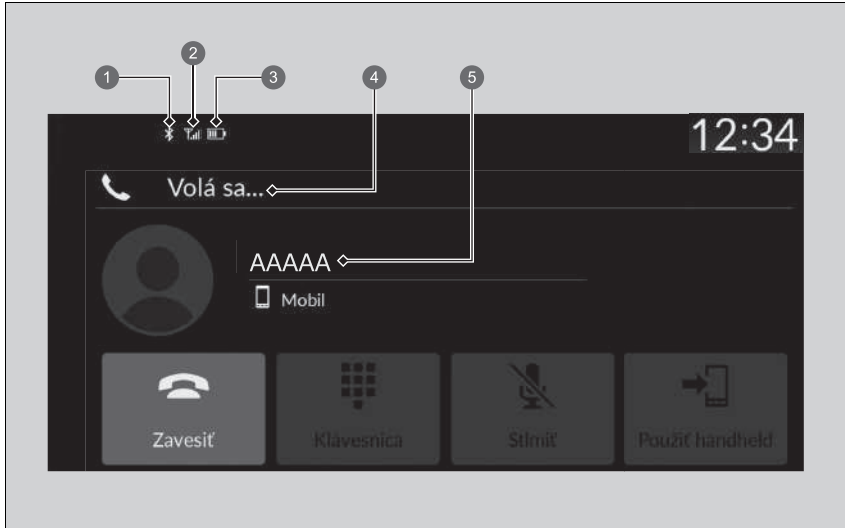 2
1
3
4
5
12:34
Volá sa...
AAAAA
Mobil
Zavesiť
Klávesnica
Stlmiť
Použiť handheld